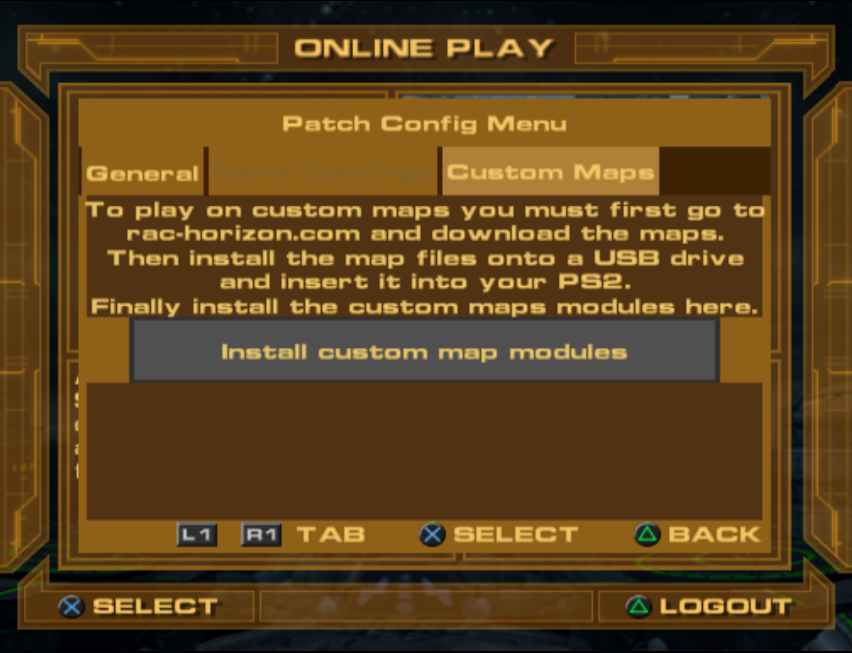 ONLINE PLAY
Patch Config Menu
General Game Settings Custom Maps
To play on custom maps you must first go to
rac-horizon.com and download the maps.
Then install the map files onto a USB drive
and insert it into your PS2.
Finally install the custom maps modules here.
Install custom map modules
L1 R1 TAB SELECT BACK
SELECT LOGOUT